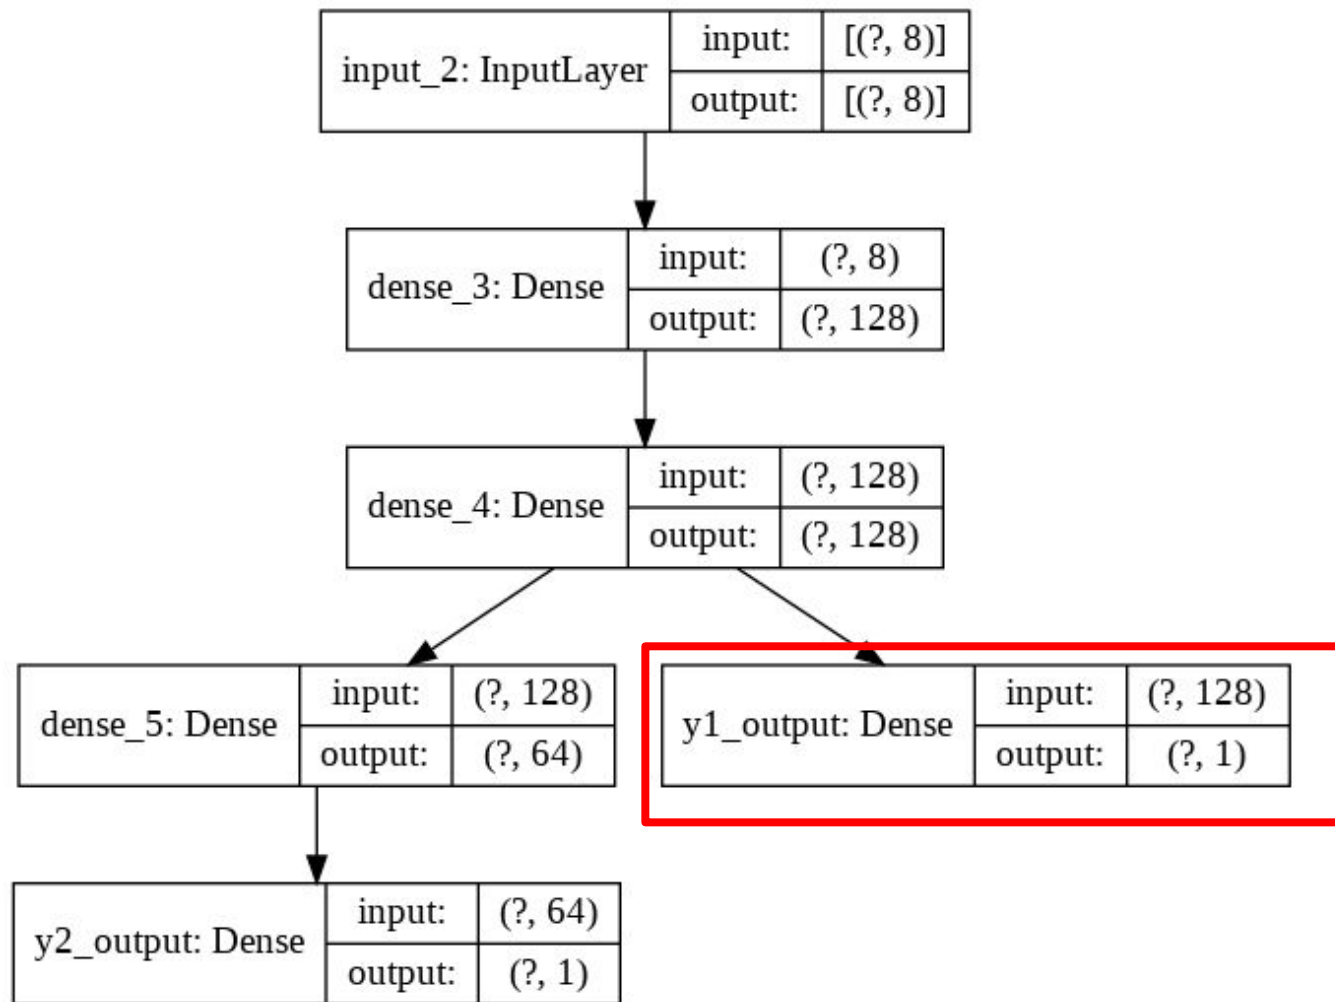 input_2: InputLayer
input: [(?, 8)]
output: [(?, 8)]
dense_3: Dense
input: (?, 8)
output: (?, 128)
dense_4: Dense
input: (?, 128)
output: (?, 128)
dense_5: Dense
input: (?, 128)
output: (?, 64)
y1_output: Dense
input: (?, 128)
output: (?, 1)
y2_output: Dense
input: (?, 64)
output: (?, 1)